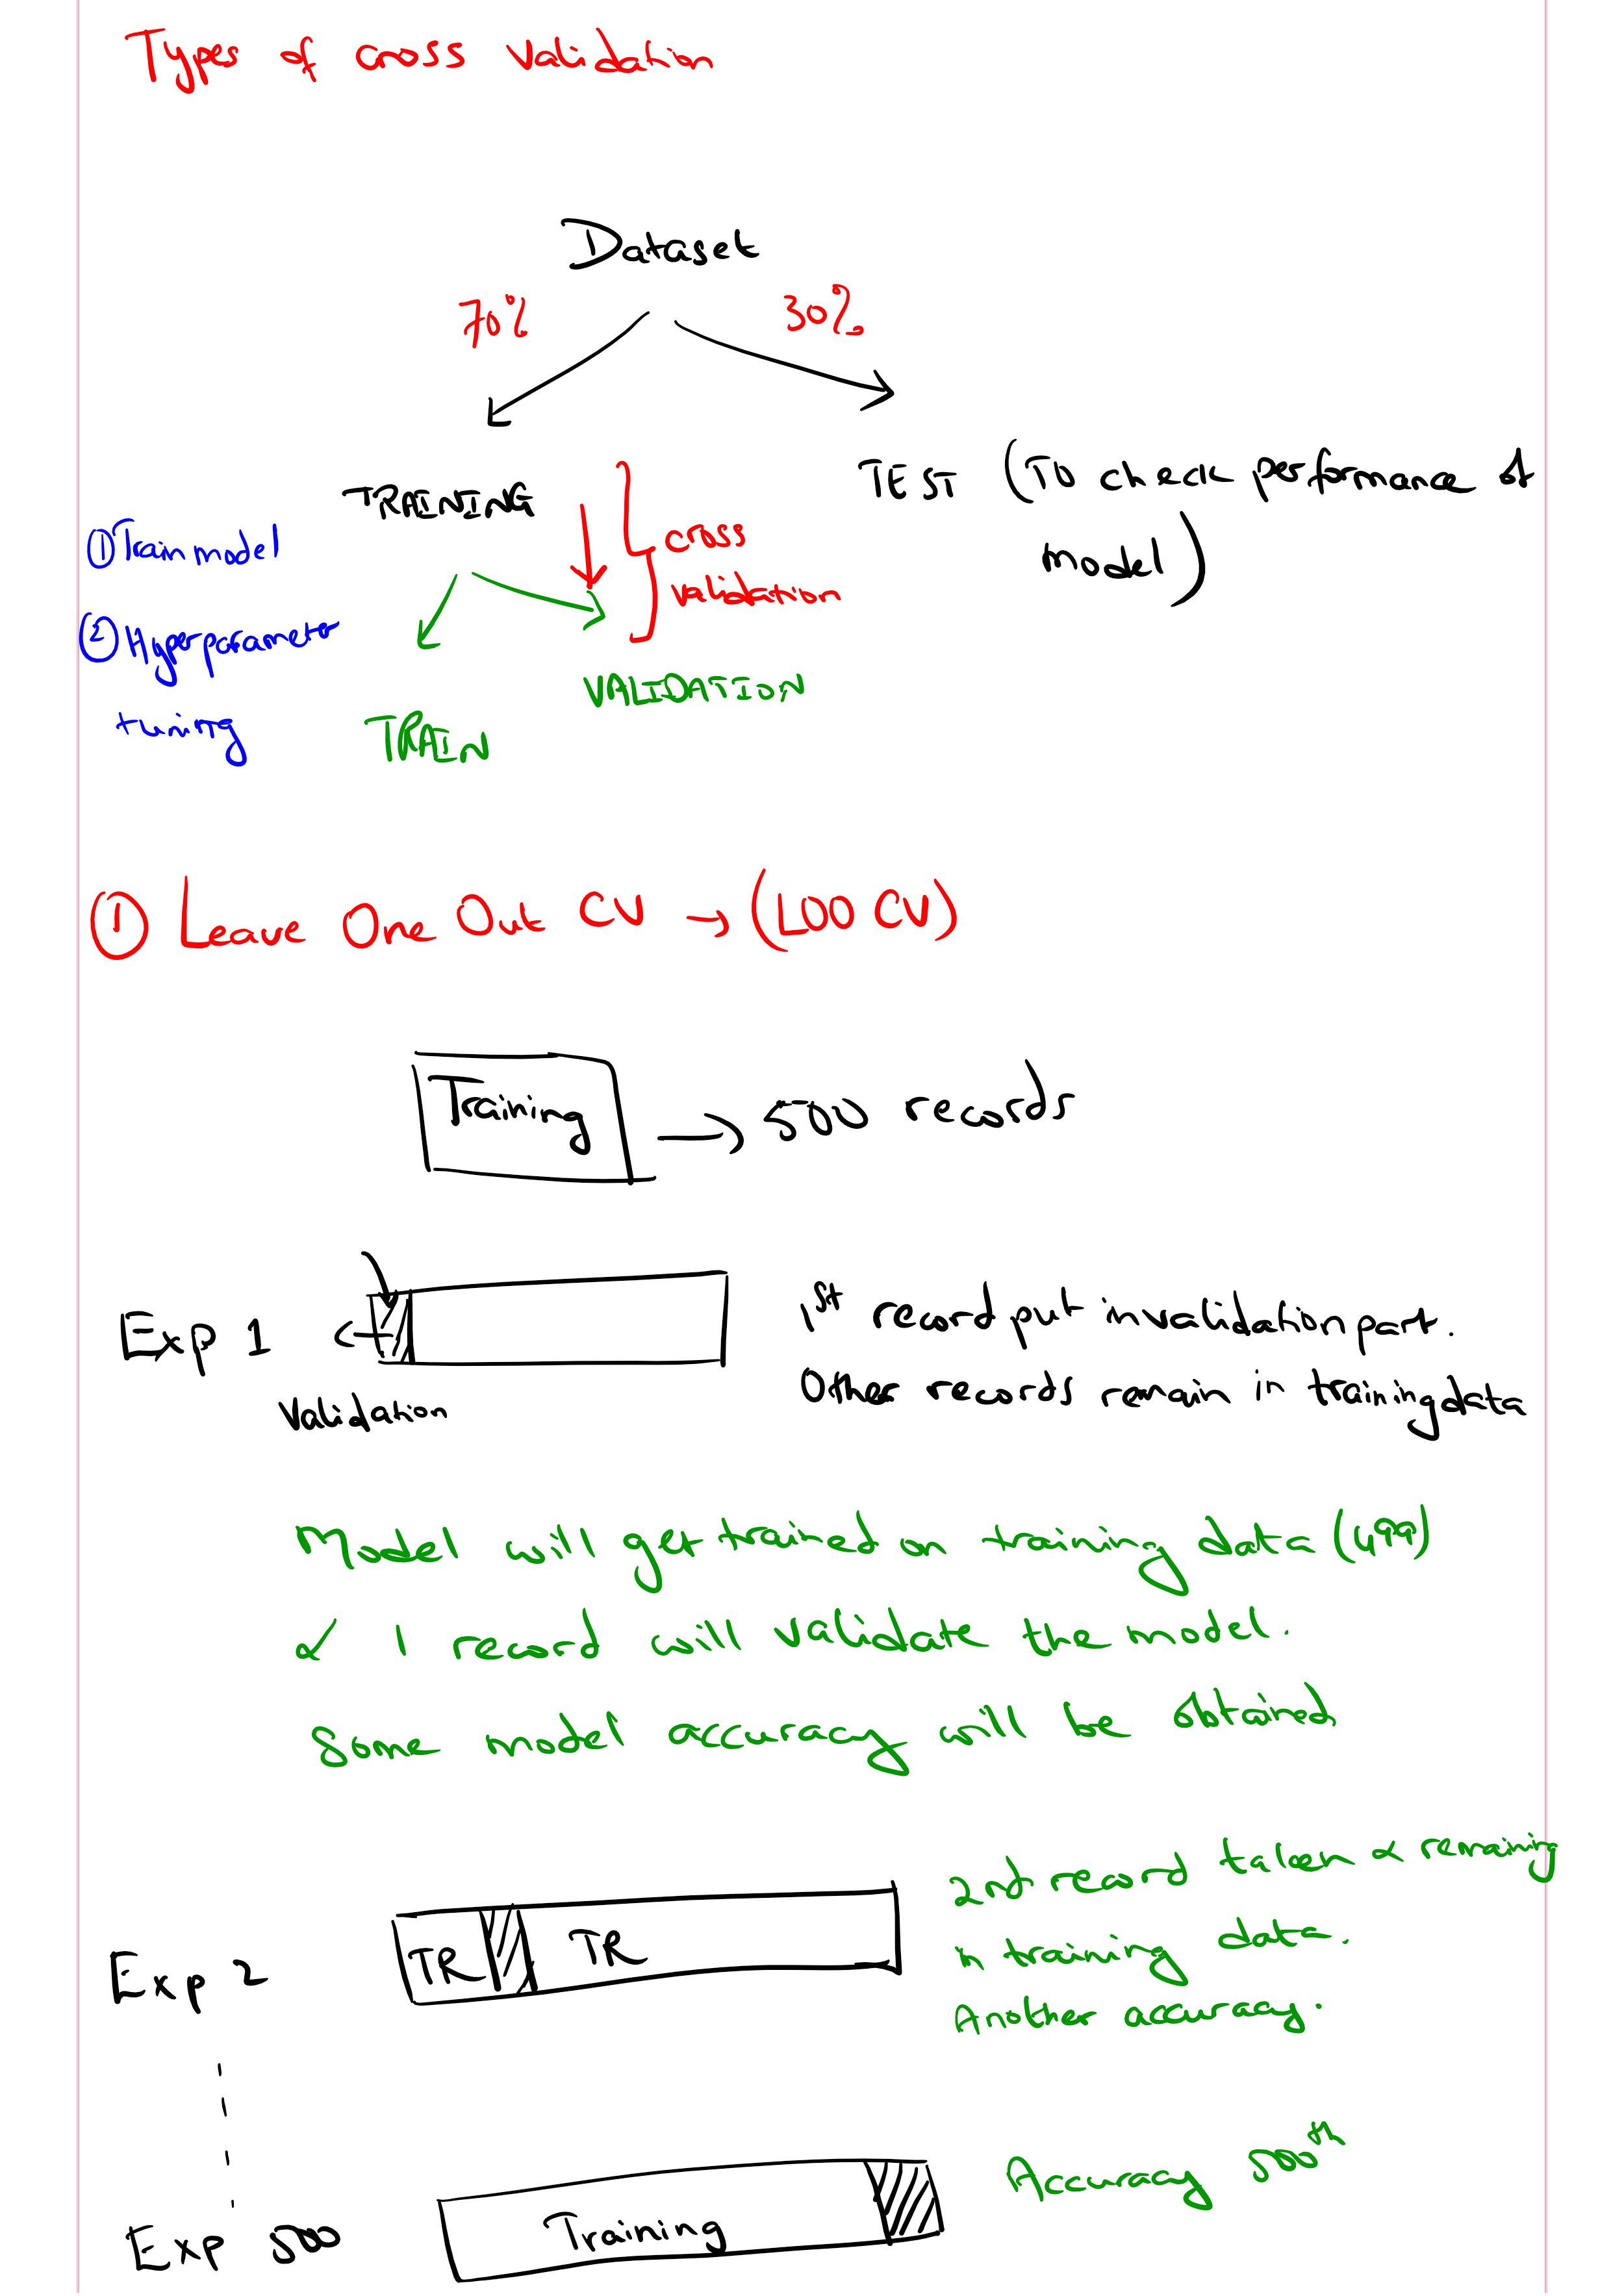 Types of cross validation
Dataset
70% 30%
TRAINING
TEST (To check performance of
model)
cross
validation
① Train model
② Hyperparameter
tuning
TRAIN
VALIDATION
① Leave One Out CV → (LOO CV)
Training → 500 records
Exp 1
Validation
1st record put in validation part.
Other records remain in training data
Model will get trained on training data (499)
& 1 record will validate the model.
Some model accuracy will be obtained
Exp 2
TR TR
2nd record taken & remaining
in training data.
Another accuracy.
Exp 500
Training
Accuracy 500th